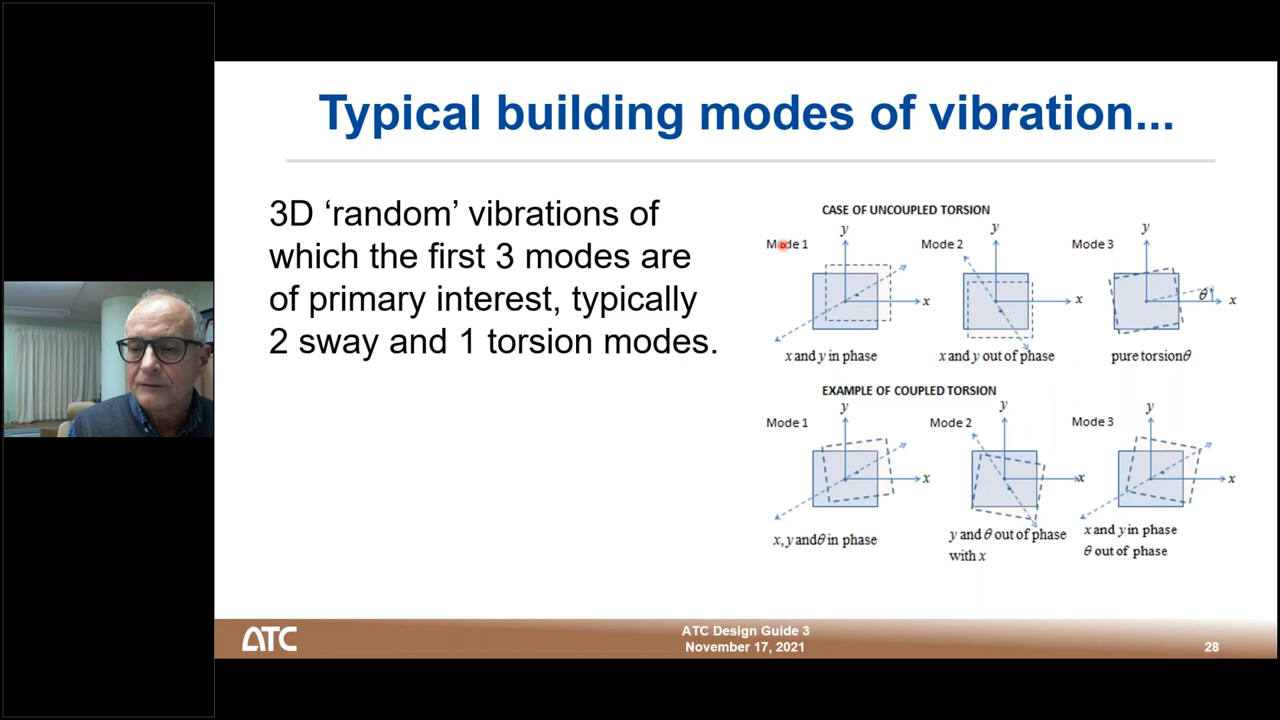 Typical building modes of vibration...
3D ‘random’ vibrations of
which the first 3 modes are
of primary interest, typically
2 sway and 1 torsion modes.
CASE OF UNCOUPLED TORSION
Mode 1
y
x
x and y in phase
Mode 2
y
x
x and y out of phase
Mode 3
y
θ
x
pure torsionθ
EXAMPLE OF COUPLED TORSION
Mode 1
y
x
x, y andθ in phase
Mode 2
y
x
y and θ out of phase
with x
Mode 3
y
x
x and y in phase
θ out of phase
ATC
ATC Design Guide 3
November 17, 2021
28